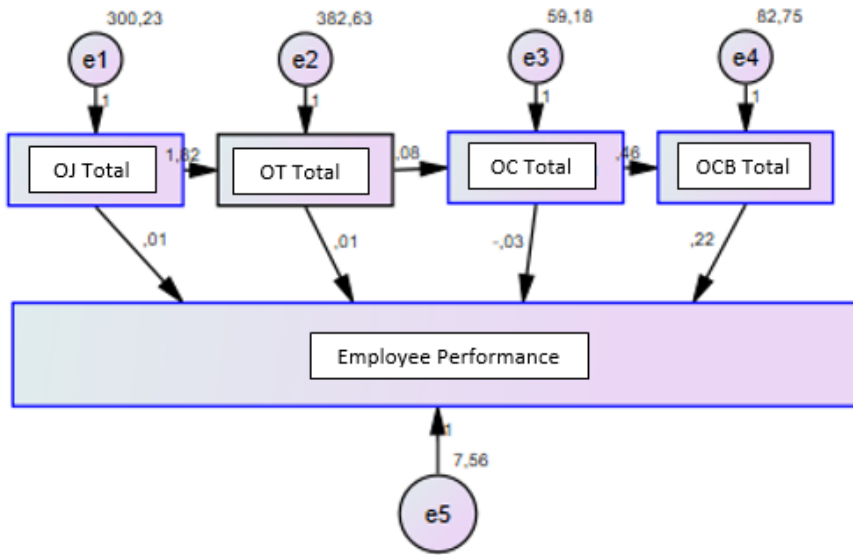 300,23
382,63
59,18
82,75
e1
e2
e3
e4
1
1
1
1
OJ Total
1,82
OT Total
,08
OC Total
,46
OCB Total
,01
,01
-,03
,22
Employee Performance
1
7,56
e5